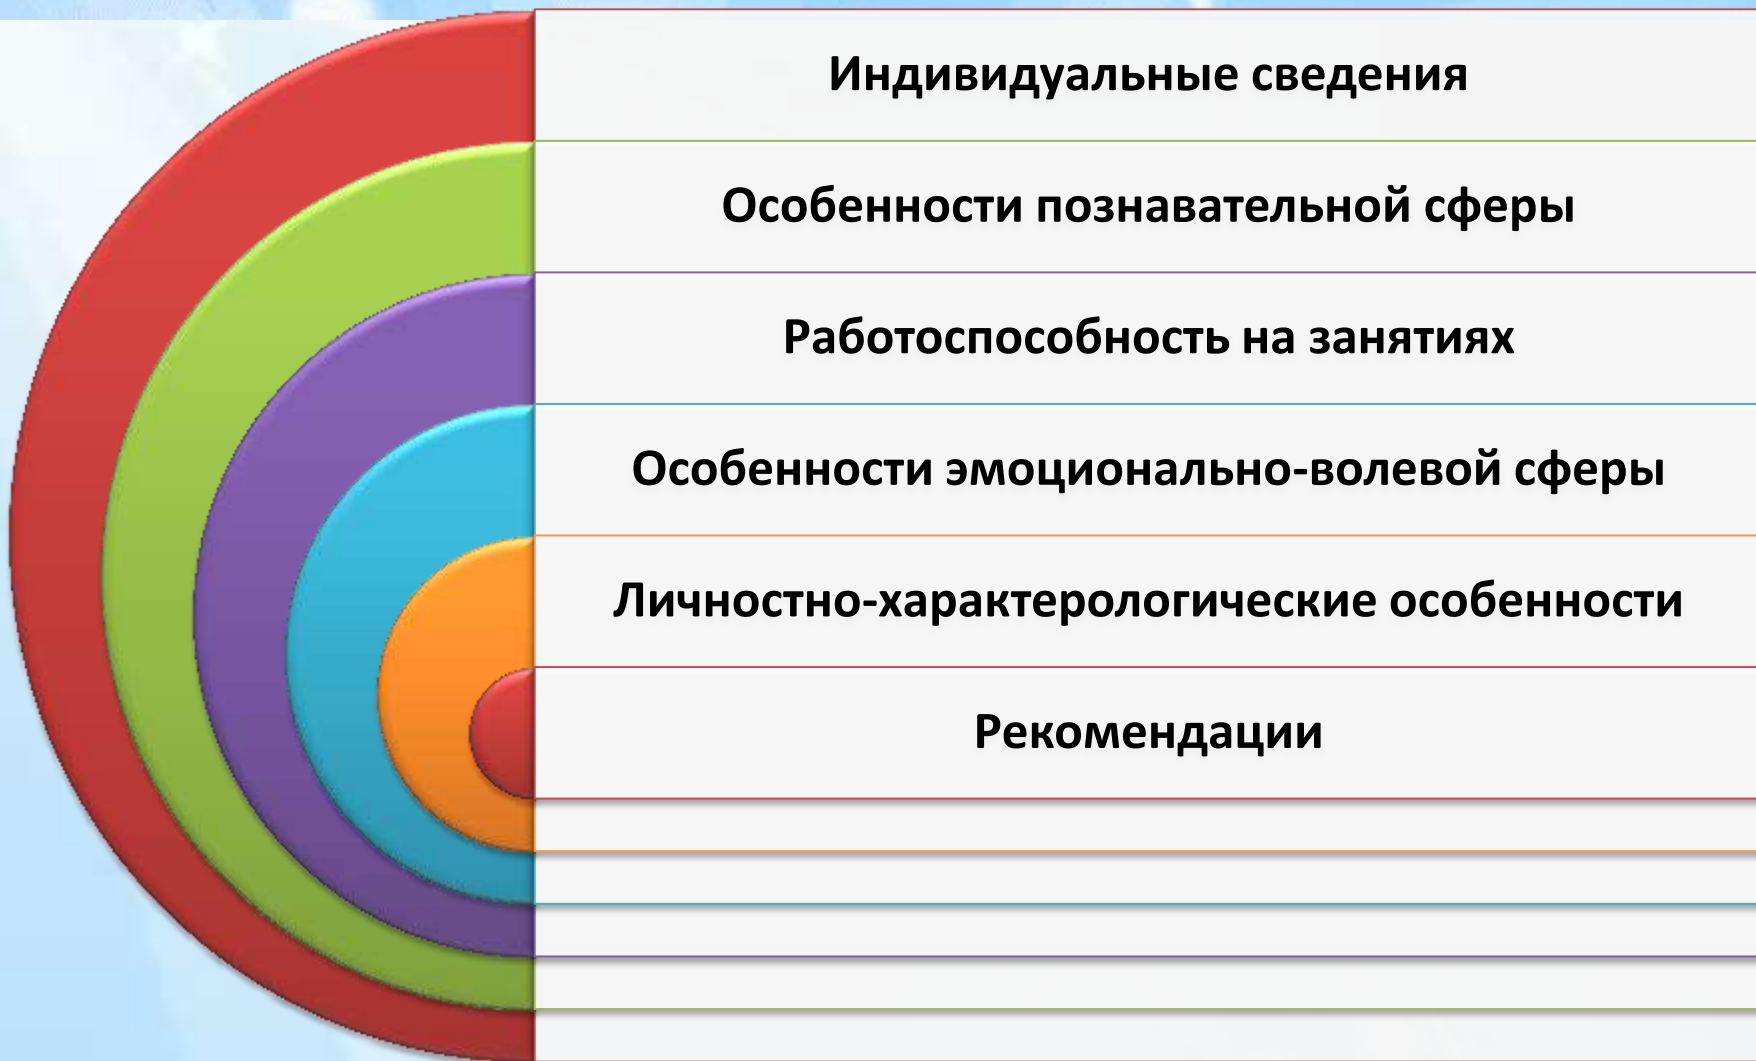 Индивидуальные сведения
Особенности познавательной сферы
Работоспособность на занятиях
Особенности эмоционально-волевой сферы
Личностно-характерологические особенности
Рекомендации